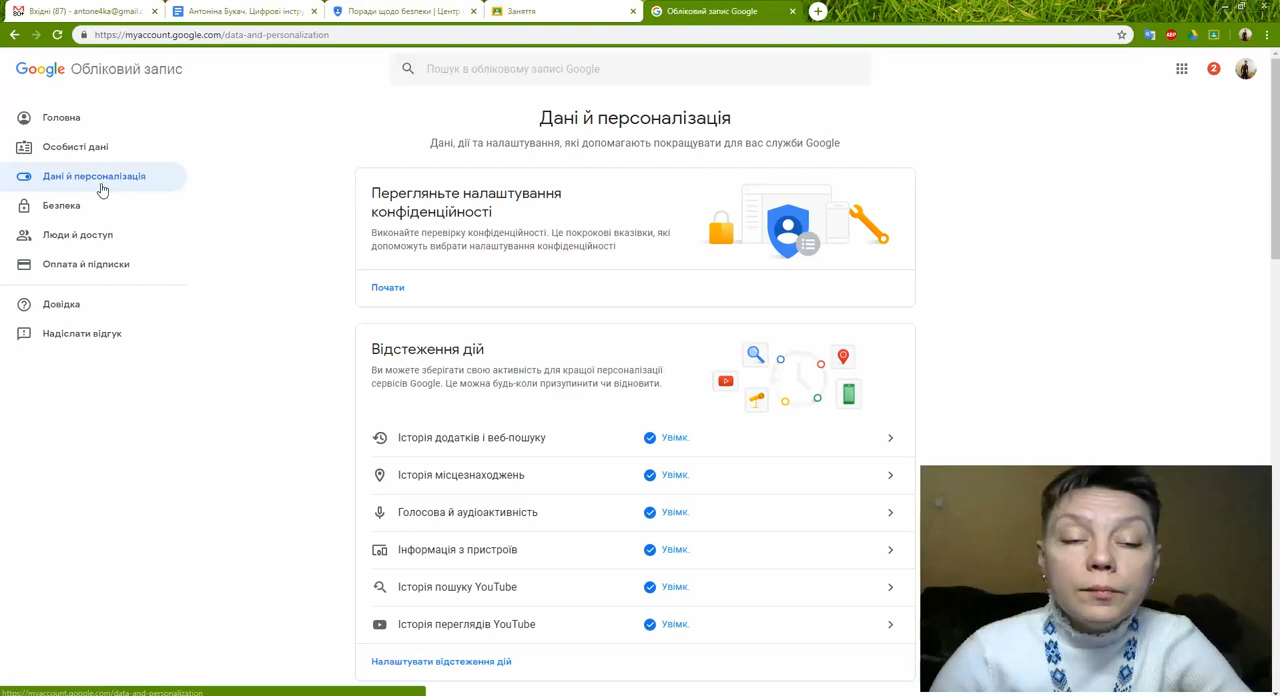 Вхідні (87) - antone4ka@gmail.c
Антоніна Букач. Цифрові інстр
Поради щодо безпеки | Центр
Заняття
Обліковий запис Google
https://myaccount.google.com/data-and-personalization
ABP
Google Обліковий запис
Пошук в обліковому записі Google
2
Головна
Особисті дані
Дані й персоналізація
Безпека
Люди й доступ
Оплата й підписки
Довідка
Надіслати відгук
Дані й персоналізація
Дані, дії та налаштування, які допомагають покращувати для вас служби Google
Перегляньте налаштування
конфіденційності
Виконайте перевірку конфіденційності. Це покрокові вказівки, які
допоможуть вибрати налаштування конфіденційності
Почати
Відстеження дій
Ви можете зберігати свою активність для кращої персоналізації
сервісів Google. Це можна будь-коли призупинити чи відновити.
Історія додатків і веб-пошуку Увімк.
Історія місцезнаходжень Увімк.
Голосова й аудіоактивність Увімк.
Інформація з пристроїв Увімк.
Історія пошуку YouTube Увімк.
Історія переглядів YouTube Увімк.
Налаштувати відстеження дій
https://myaccount.google.com/data-and-personalization